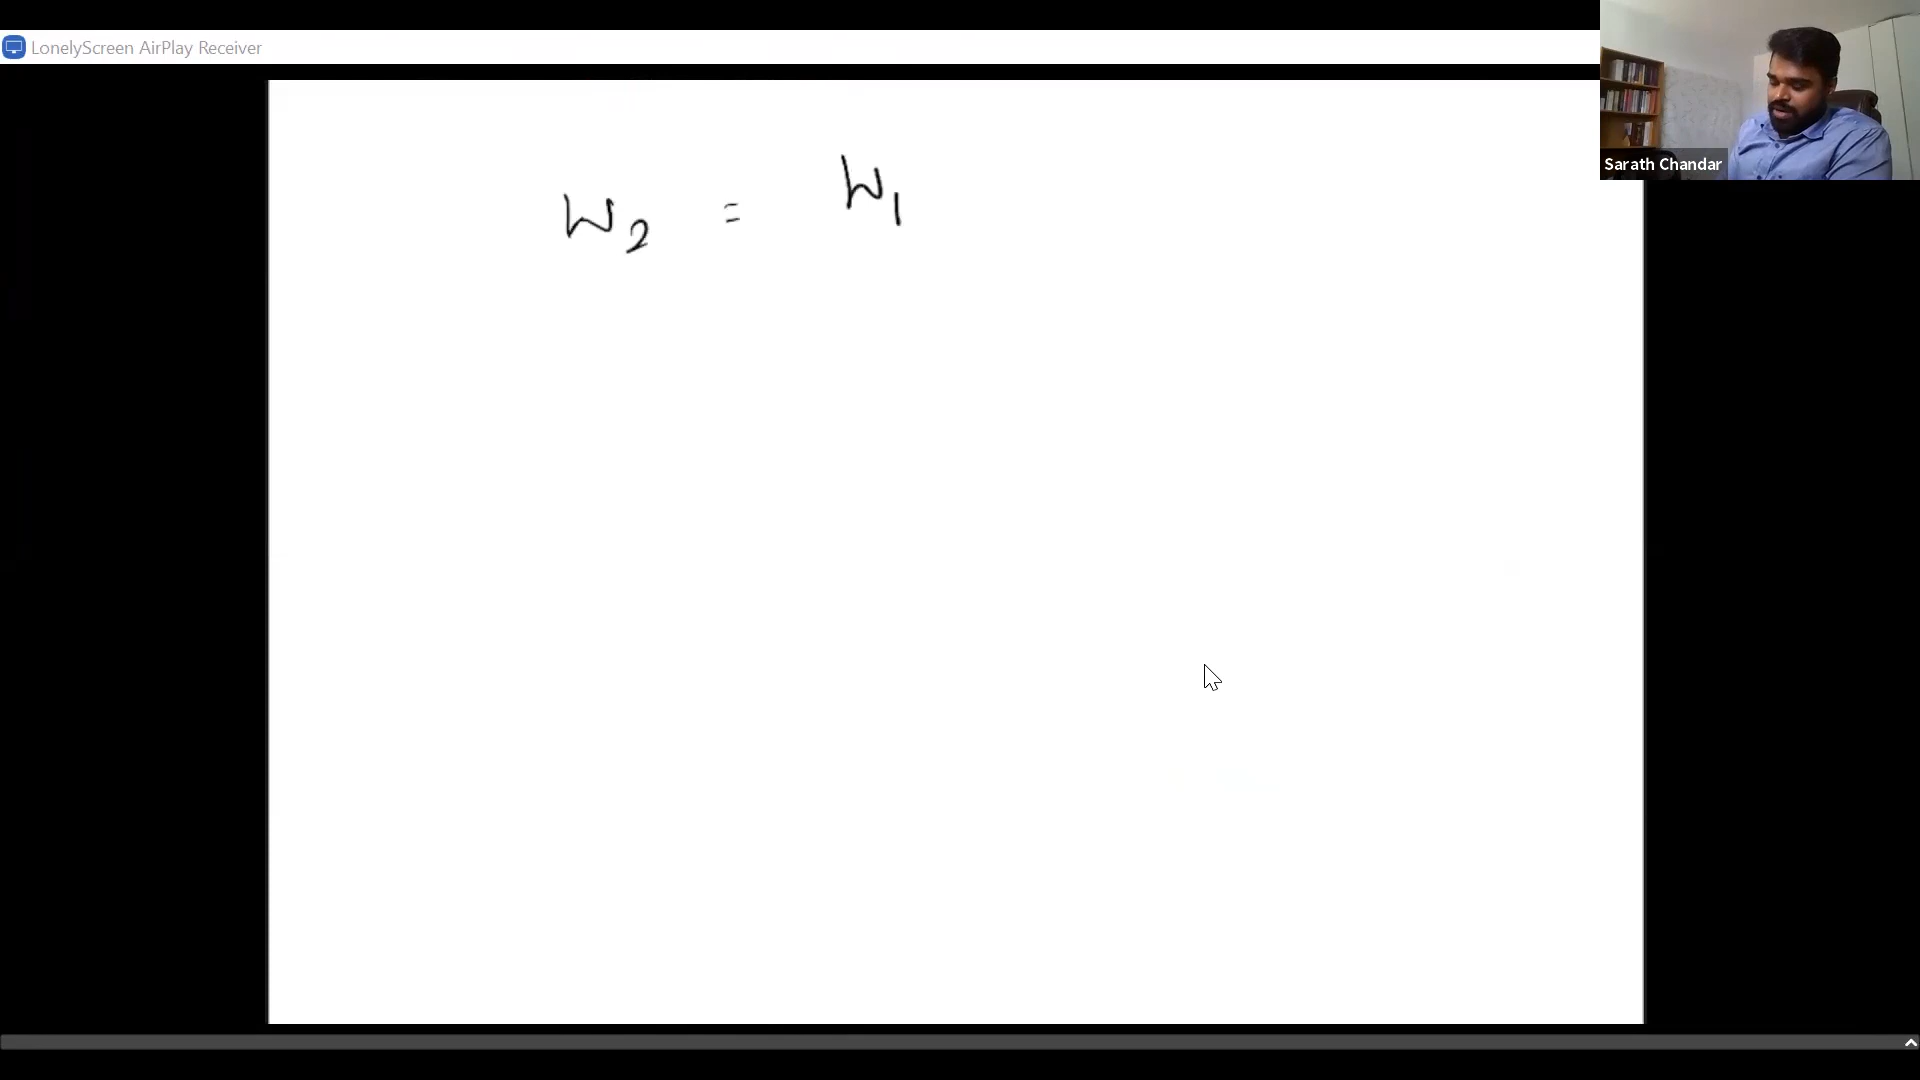 LonelyScreen AirPlay Receiver
Sarath Chandar
W₂ = W₁